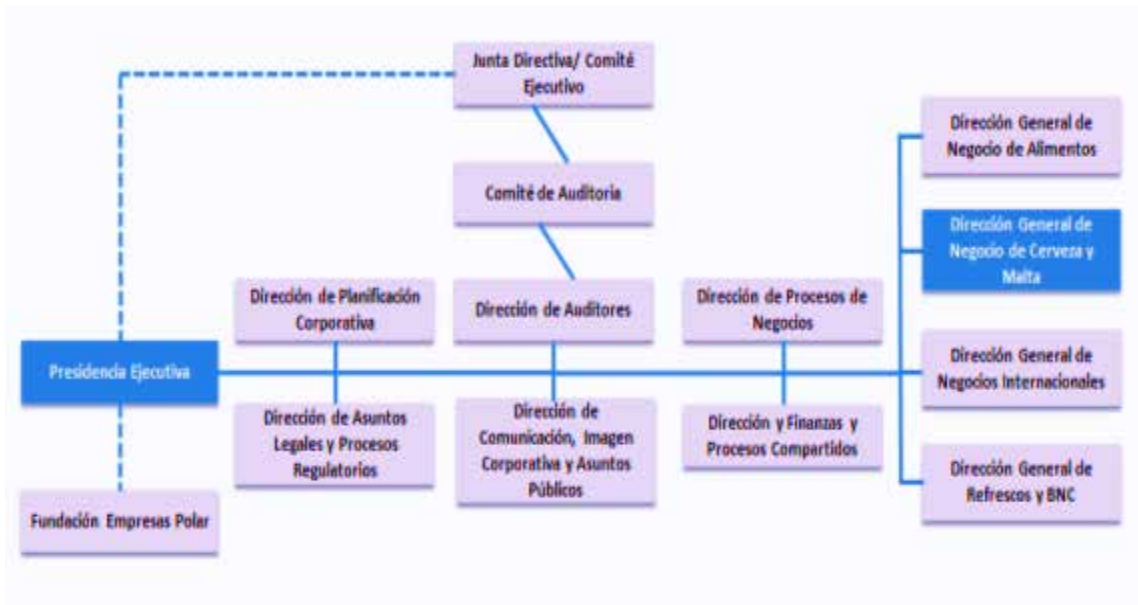 Junta Directiva/ Comité
Ejecutivo
Comité de Auditoria
Dirección de Planificación
Corporativa
Dirección de Auditores
Dirección de Procesos de
Negocios
Presidencia Ejecutiva
Dirección de Asuntos
Legales y Procesos
Regulatorios
Dirección de
Comunicación, Imagen
Corporativa y Asuntos
Públicos
Dirección y Finanzas y
Procesos Compartidos
Fundación Empresas Polar
Dirección General de
Negocio de Alimentos
Dirección General de
Negocio de Cerveza y
Malta
Dirección General de
Negocios Internacionales
Dirección General de
Refrescos y BNC